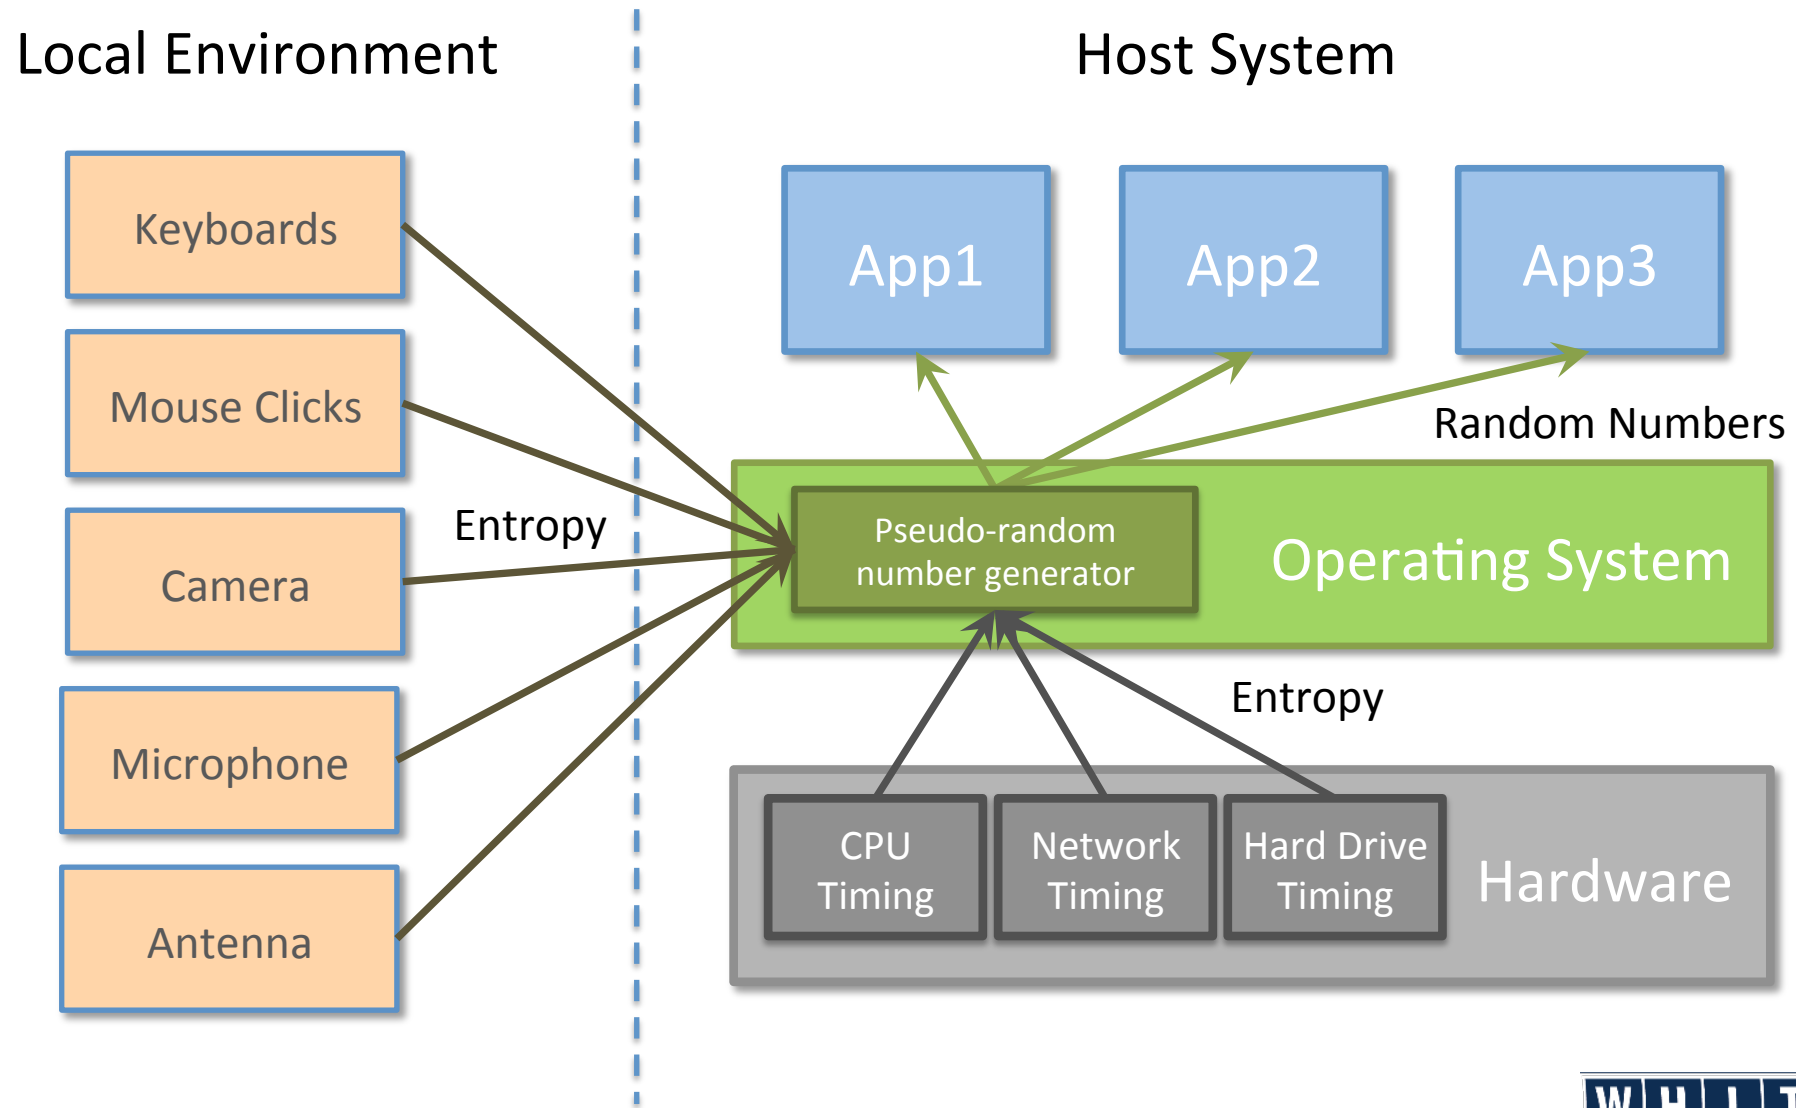 Local Environment
Host System
Keyboards
Mouse Clicks
Camera
Microphone
Antenna
Entropy
App1
App2
App3
Random Numbers
Pseudo-random
number generator
Operating System
Entropy
CPU
Timing
Network
Timing
Hard Drive
Timing
Hardware